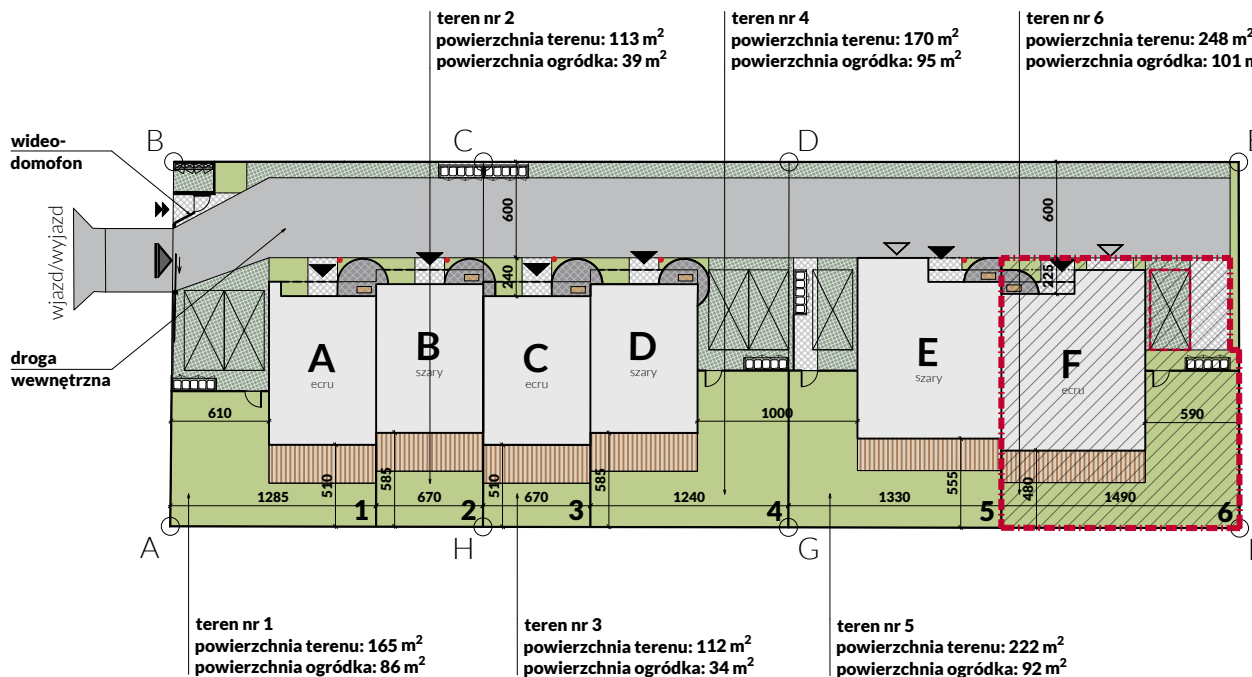 teren nr 2
powierzchnia terenu: 113 m²
powierzchnia ogródka: 39 m²
teren nr 4
powierzchnia terenu: 170 m²
powierzchnia ogródka: 95 m²
teren nr 6
powierzchnia terenu: 248 m²
powierzchnia ogródka: 101 m
wideo-
domofon
B
C
D
E
wjazd/wyjazd
600
600
240
225
droga
wewnętrzna
A
ecru
B
szary
C
ecru
D
szary
E
szary
F
ecru
610
1000
590
510
585
510
585
555
480
1285
670
670
1240
1330
1490
1
2
3
4
5
6
A
H
G
teren nr 1
powierzchnia terenu: 165 m²
powierzchnia ogródka: 86 m²
teren nr 3
powierzchnia terenu: 112 m²
powierzchnia ogródka: 34 m²
teren nr 5
powierzchnia terenu: 222 m²
powierzchnia ogródka: 92 m²